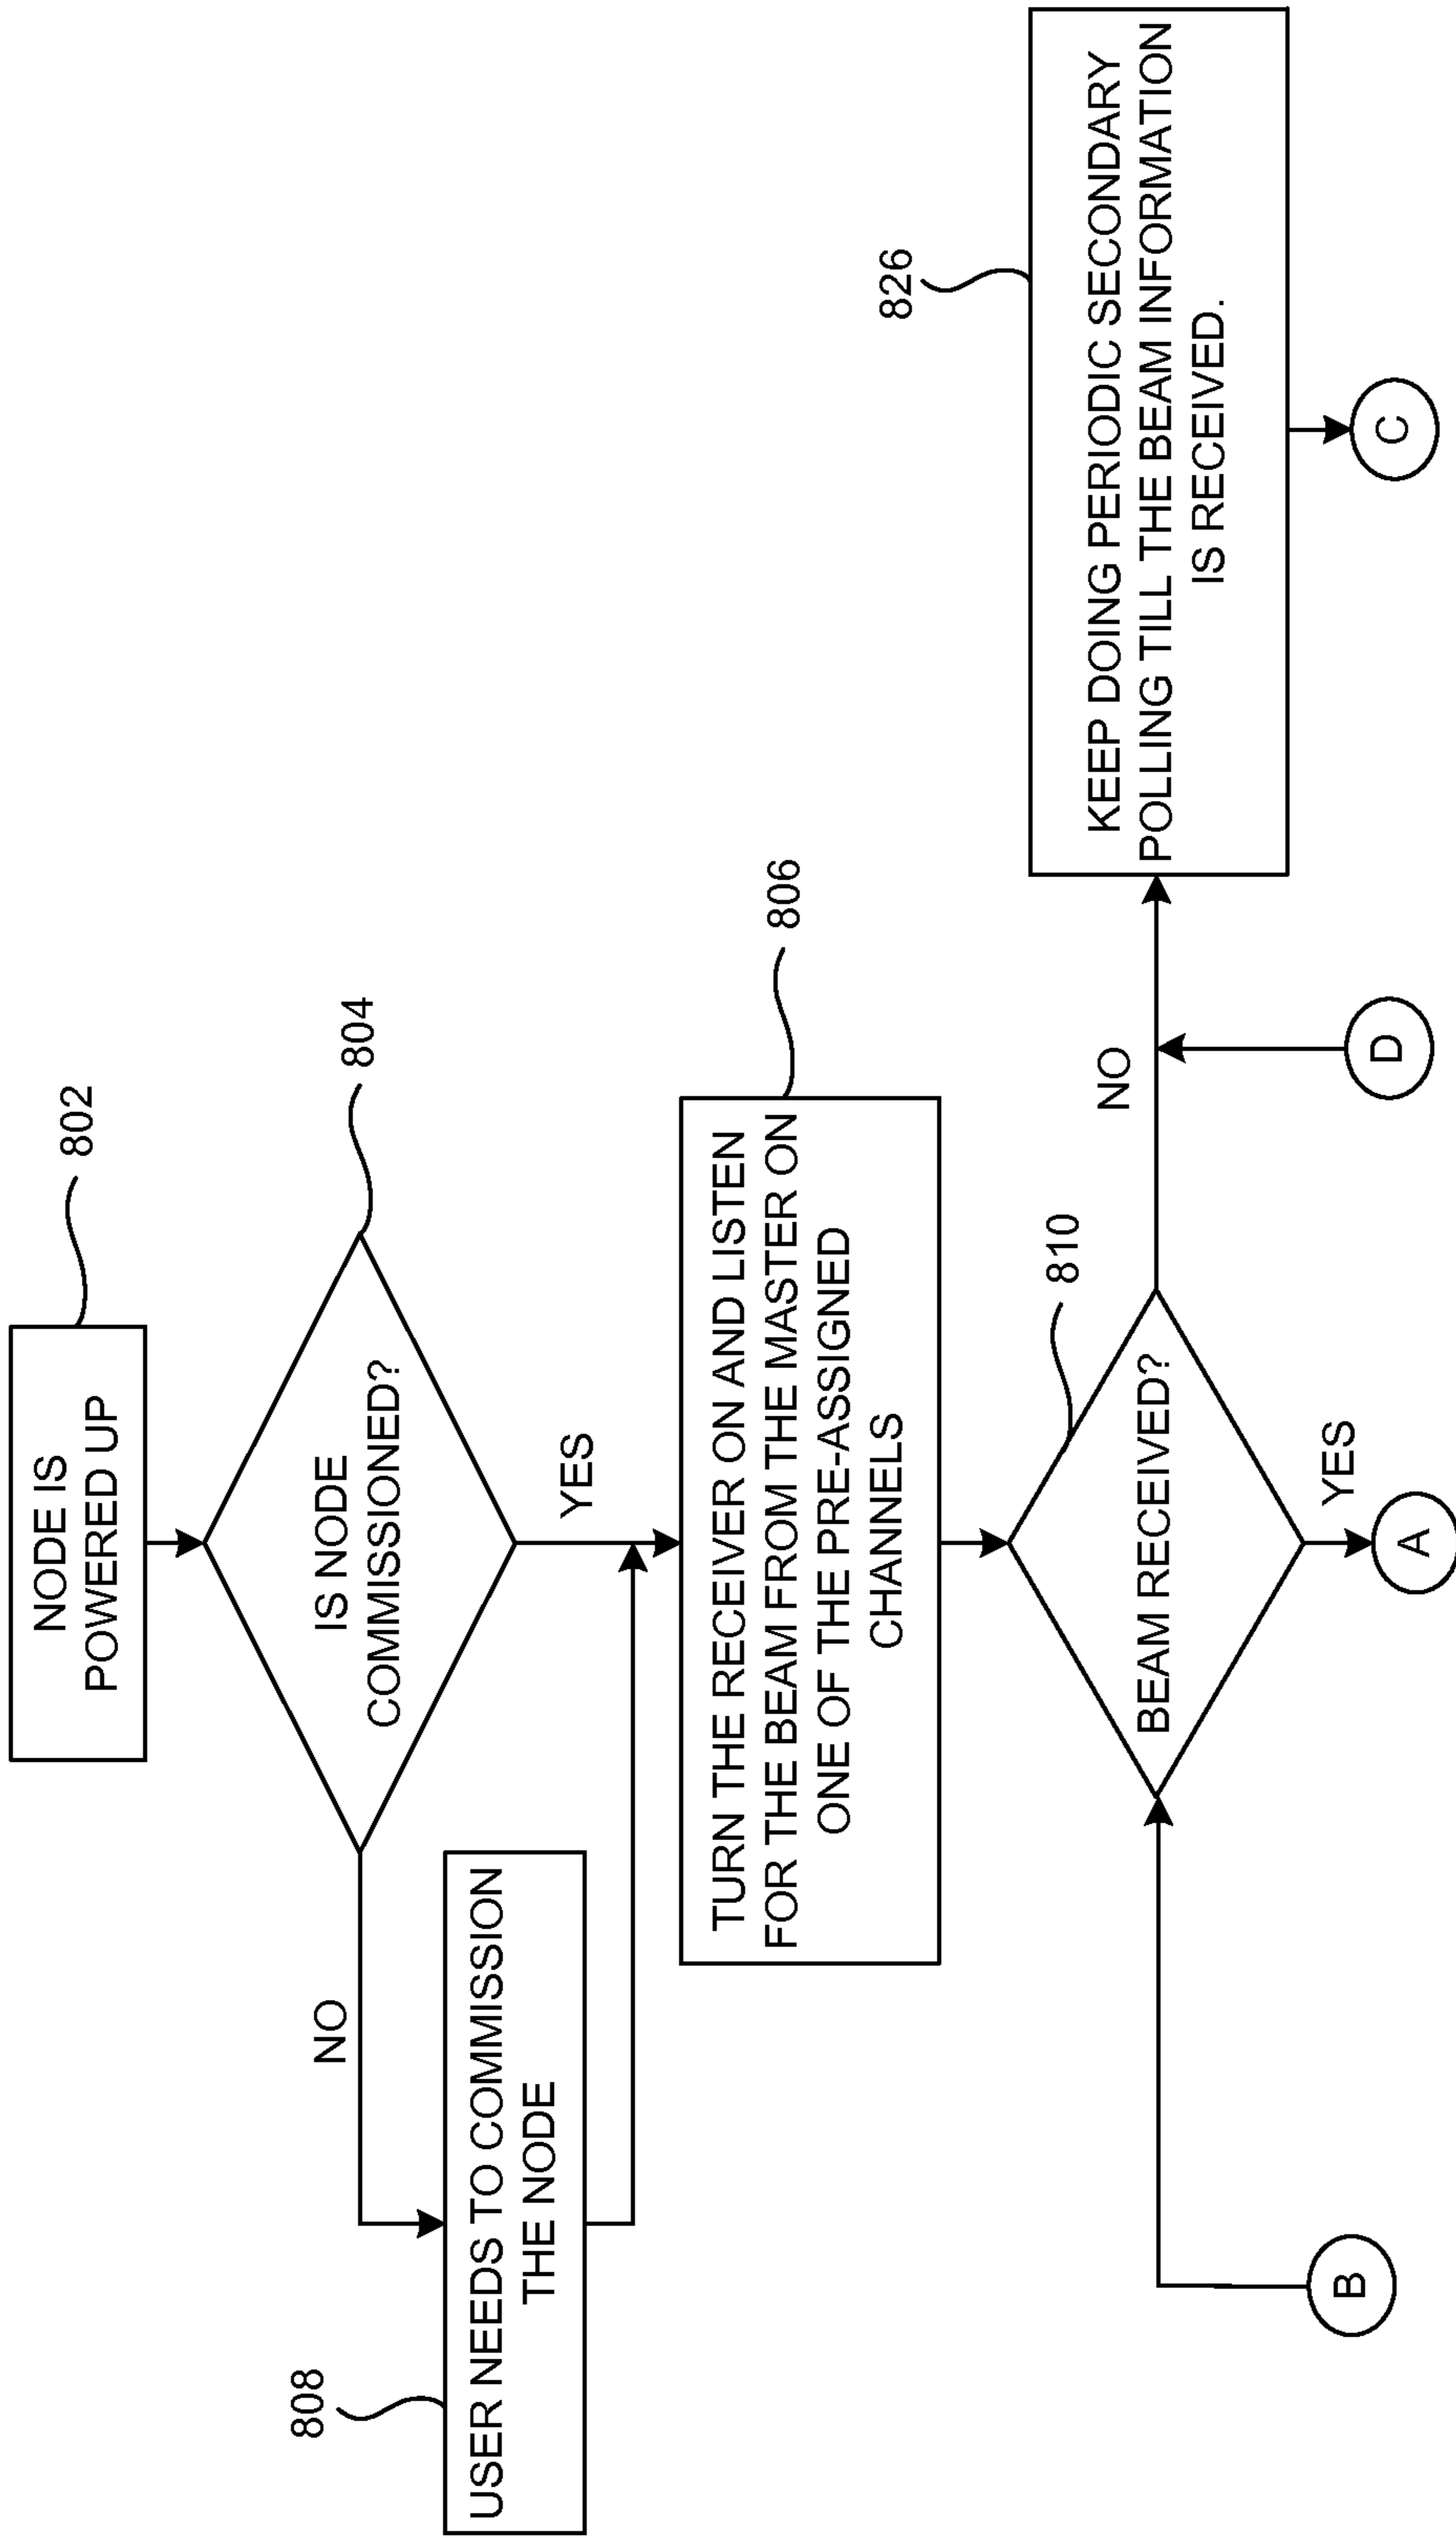 NODE IS
POWERED UP
802
IS NODE
COMMISSIONED?
804
NO
YES
808
USER NEEDS TO COMMISSION
THE NODE
TURN THE RECEIVER ON AND LISTEN
FOR THE BEAM FROM THE MASTER ON
ONE OF THE PRE-ASSIGNED
CHANNELS
806
BEAM RECEIVED?
810
NO
YES
826
KEEP DOING PERIODIC SECONDARY
POLLING TILL THE BEAM INFORMATION
IS RECEIVED.
B
A
D
C